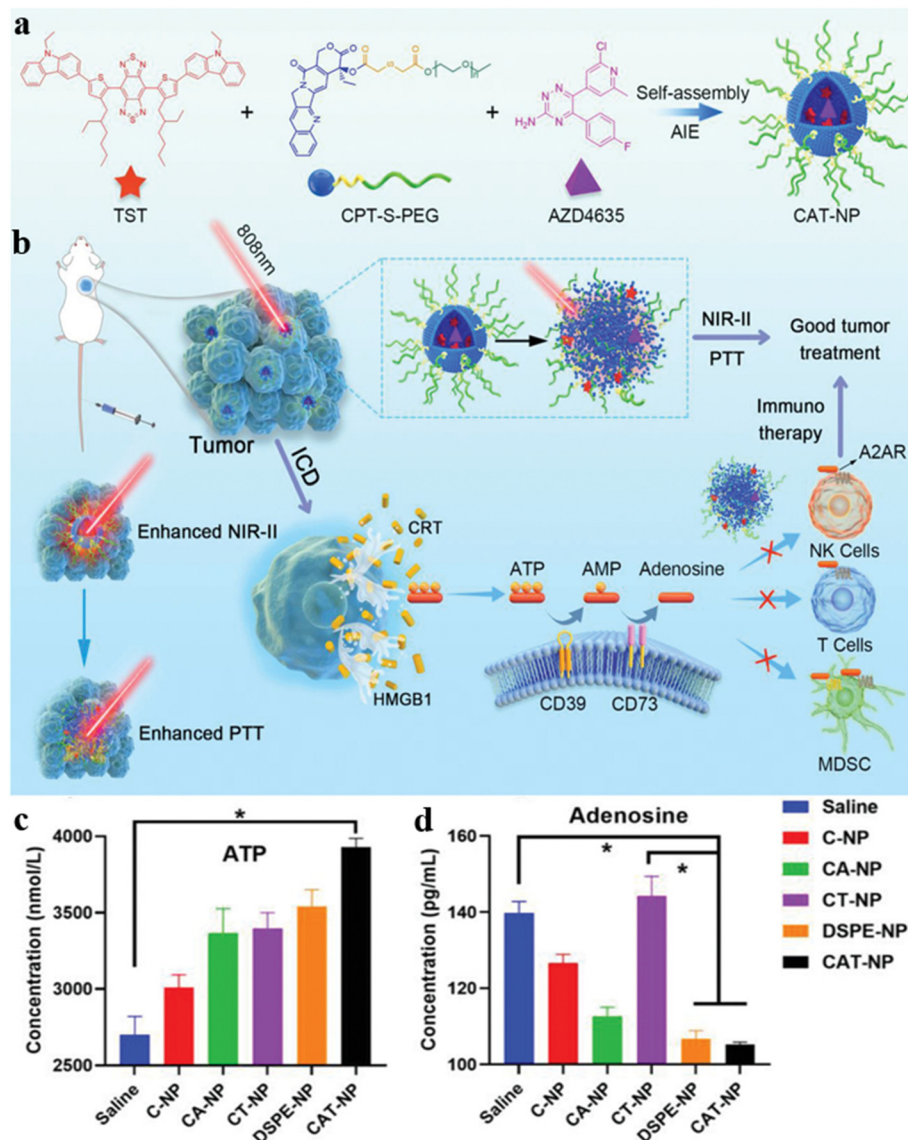 a
S
N
N
S
S
N
N
N
N
S
N
+
O
O
N
N
O
O
S
O
O
O
n
+
Cl
N
N
N
H₂N
N
F
Self-assembly
AIE
TST
CPT-S-PEG
AZD4635
CAT-NP
b
808nm
Tumor
NIR-II
PTT
Good tumor
treatment
Immuno
therapy
A2AR
ICD
Enhanced NIR-II
CRT
ATP
AMP
Adenosine
NK Cells
T Cells
HMGB1
CD39
CD73
MDSC
Enhanced PTT
c
*
ATP
Concentration (nmol/L)
4000
3500
3000
2500
Saline
C-NP
CA-NP
CT-NP
DSPE-NP
CAT-NP
d
Adenosine
*
*
Concentration (pg/mL)
160
140
120
100
Saline
C-NP
CA-NP
CT-NP
DSPE-NP
CAT-NP
Saline
C-NP
CA-NP
CT-NP
DSPE-NP
CAT-NP